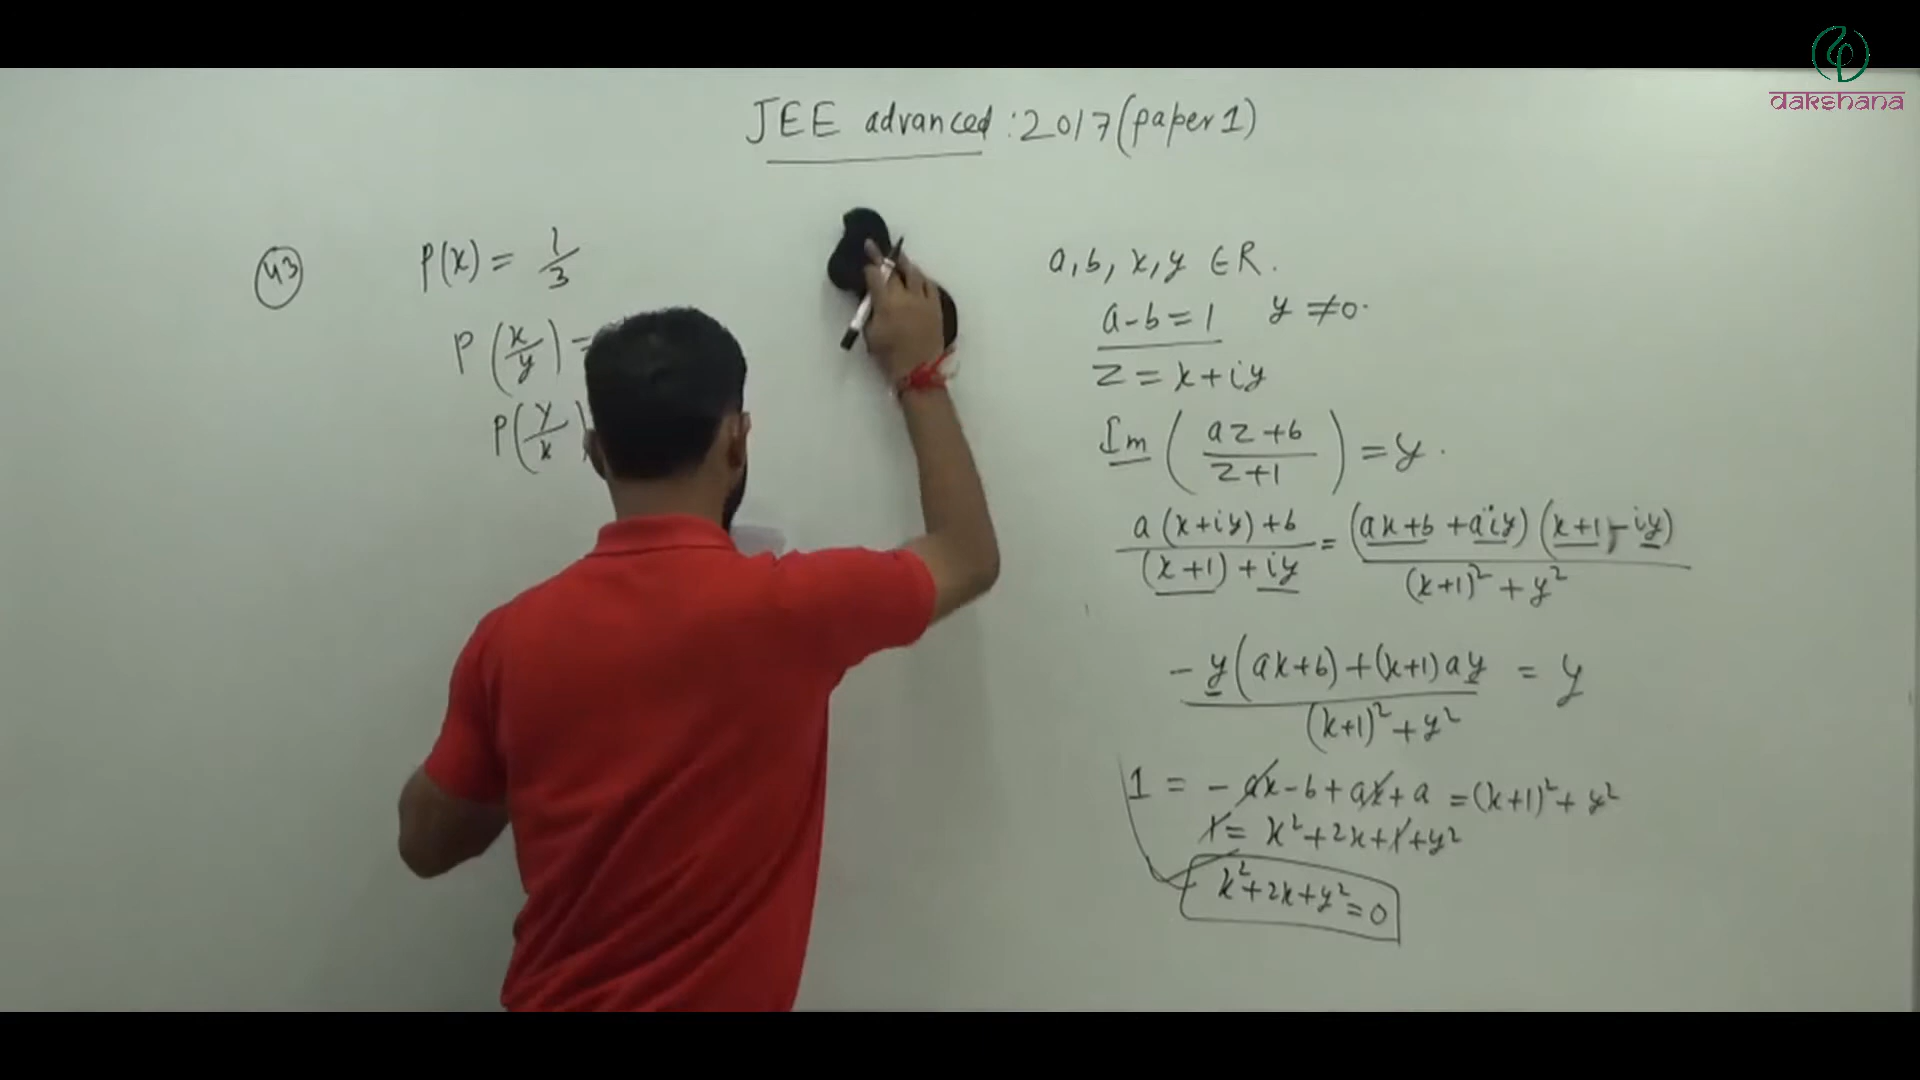 dakshana
JEE advanced : 2017 (paper 1)
43
P(x) = 1/3
P(x/y) =
P(y/x)
a, b, x, y ∈ R.
a-b = 1 y ≠ 0.
z = x+iy
Im (az+b / z+1) = y.
a(x+iy)+b / (x+1)+iy = (ax+b +aiy) (x+1-iy) / (x+1)² + y²
-y(ax+b)+(x+1)ay / (x+1)² + y² = y
1 = -ax-b+ax+a = (x+1)²+y²
1 = x²+2x+1+y²
x²+2x+y² = 0